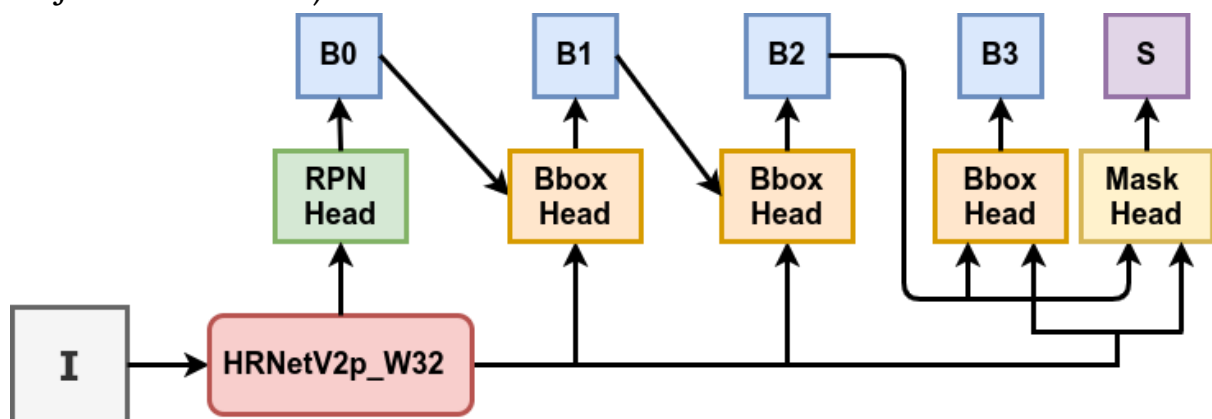 B0
B1
B2
B3
S
RPN
Head
Bbox
Head
Bbox
Head
Bbox
Head
Mask
Head
I
HRNetV2p_W32